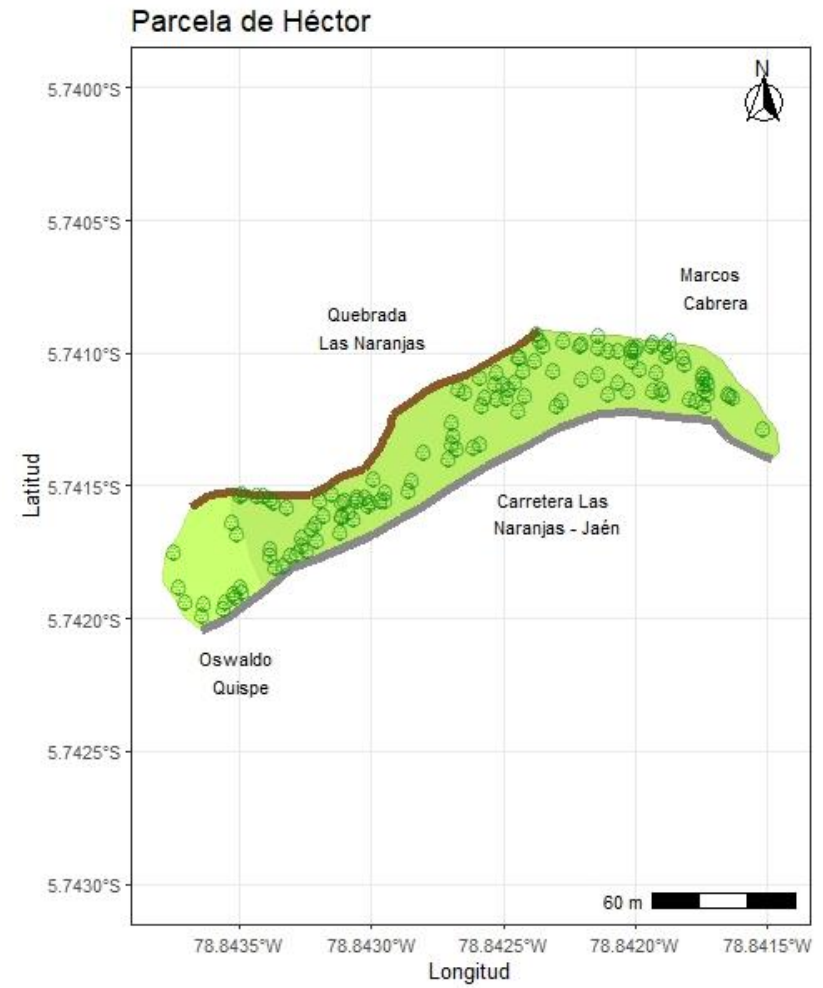 Parcela de Héctor
N
5.7400°S
5.7405°S
Marcos
Cabrera
Quebrada
Las Naranjas
5.7410°S
5.7415°S
Latitud
Carretera Las
Naranjas - Jaén
5.7420°S
Oswaldo
Quispe
5.7425°S
5.7430°S
60 m
78.8435°W 78.8430°W 78.8425°W 78.8420°W 78.8415°W
Longitud